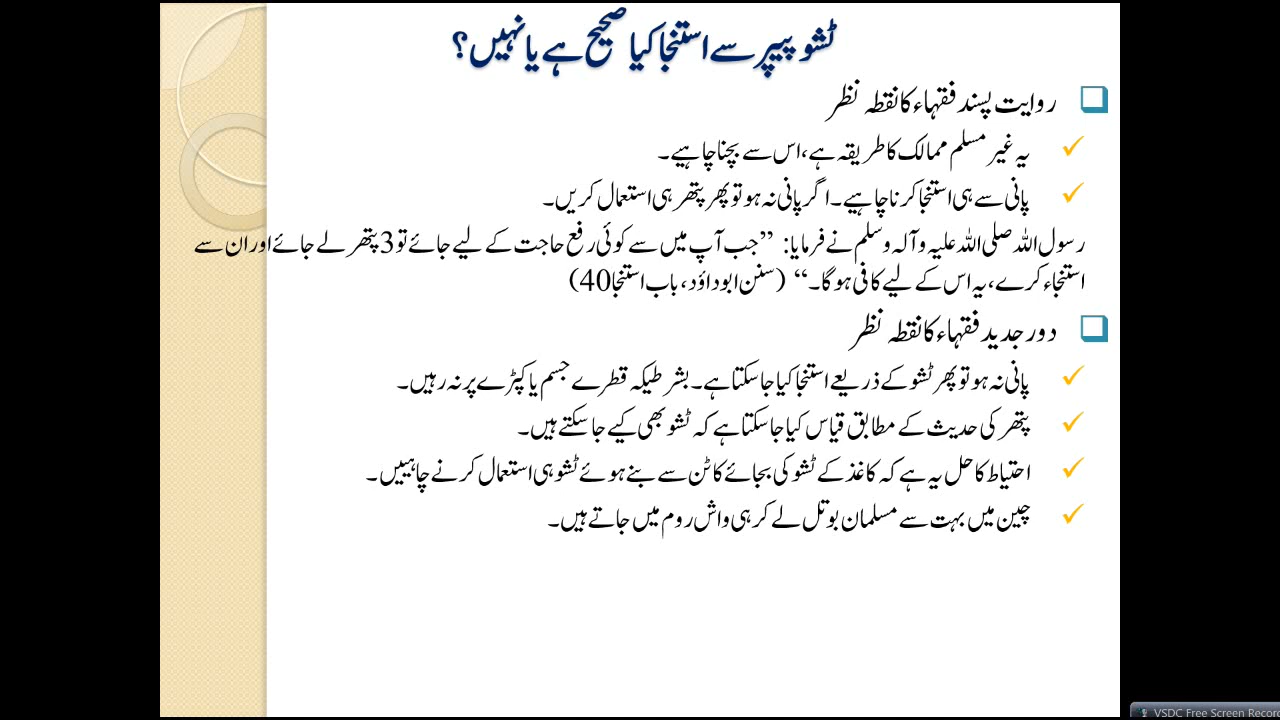 ٹشو پیپر سے استنجا کیا صحیح ہے یا نہیں؟
روایت پسند فقہاء کا نقطہ نظر
یہ غیر مسلم ممالک کا طریقہ ہے، اس سے بچنا چاہیے۔
پانی سے ہی استنجا کرنا چاہیے۔ اگر پانی نہ ہو تو پھر پتھر ہی استعمال کریں۔
رسول اللہ صلی اللہ علیہ وآلہ وسلم نے فرمایا: ”جب آپ میں سے کوئی رفع حاجت کے لیے جائے تو 3 پتھر لے جائے اور ان سے
استنجاء کرے، یہ اس کے لیے کافی ہو گا۔“ (سنن ابوداؤد، باب استنجا 40)
دور جدید فقہاء کا نقطہ نظر
پانی نہ ہو تو پھر ٹشو کے ذریعے استنجا کیا جا سکتا ہے۔ بشرطیکہ قطرے جسم یا کپڑے پر نہ رہیں۔
پتھر کی حدیث کے مطابق قیاس کیا جا سکتا ہے کہ ٹشو بھی کیے جا سکتے ہیں۔
احتیاط کا حل یہ ہے کہ کاغذ کے ٹشو کی بجائے کاٹن سے بنے ہوئے ٹشو ہی استعمال کرنے چاہییں۔
چین میں بہت سے مسلمان بوتل لے کر ہی واش روم میں جاتے ہیں۔
VSDC Free Screen Recor